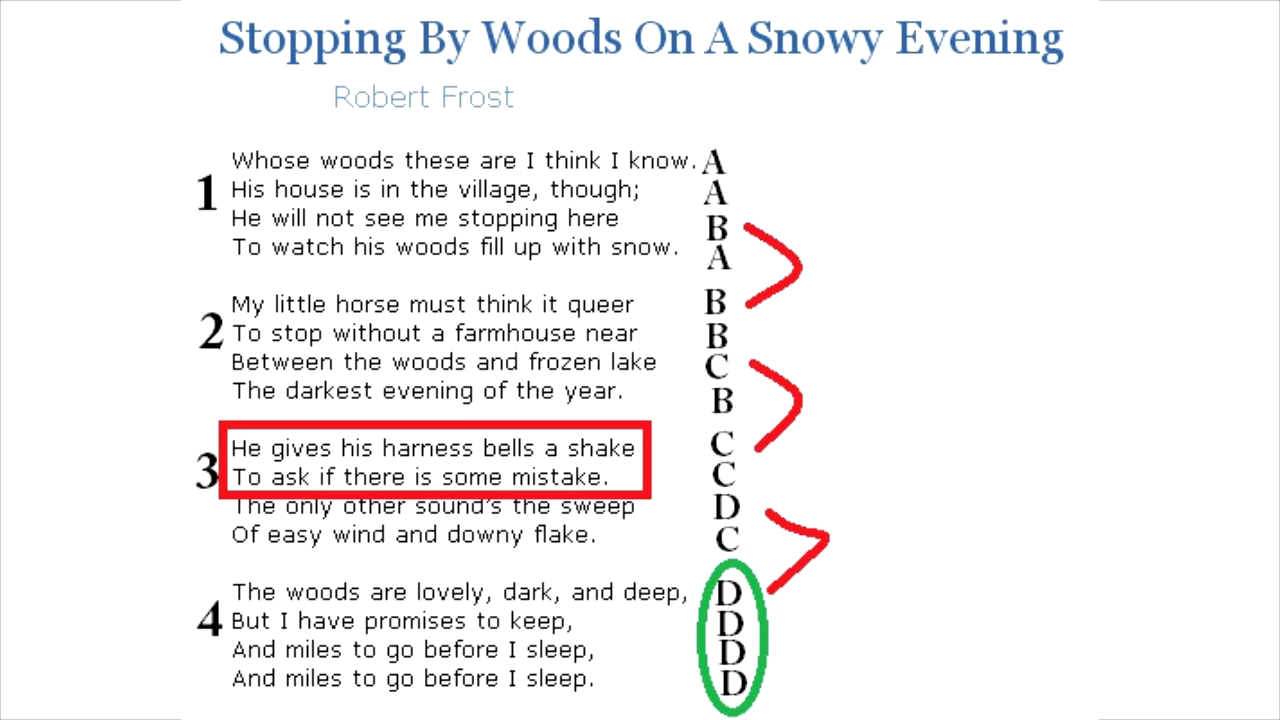 Stopping By Woods On A Snowy Evening
Robert Frost
1
Whose woods these are I think I know. A
His house is in the village, though; A
He will not see me stopping here B
To watch his woods fill up with snow. A
2
My little horse must think it queer B
To stop without a farmhouse near B
Between the woods and frozen lake C
The darkest evening of the year. B
3
He gives his harness bells a shake C
To ask if there is some mistake. C
The only other sound's the sweep D
Of easy wind and downy flake. C
4
The woods are lovely, dark, and deep, D
But I have promises to keep, D
And miles to go before I sleep, D
And miles to go before I sleep. D